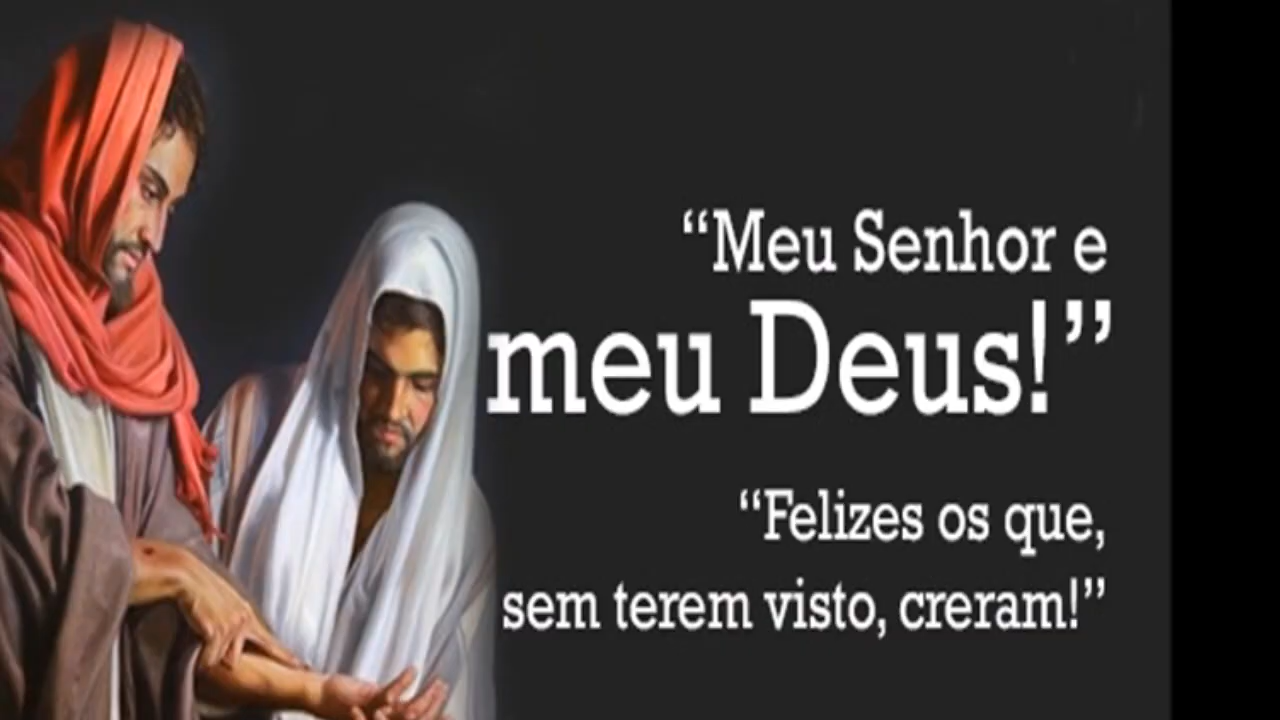 “Meu Senhor e
meu Deus!”
“Felizes os que,
sem terem visto, creram!”